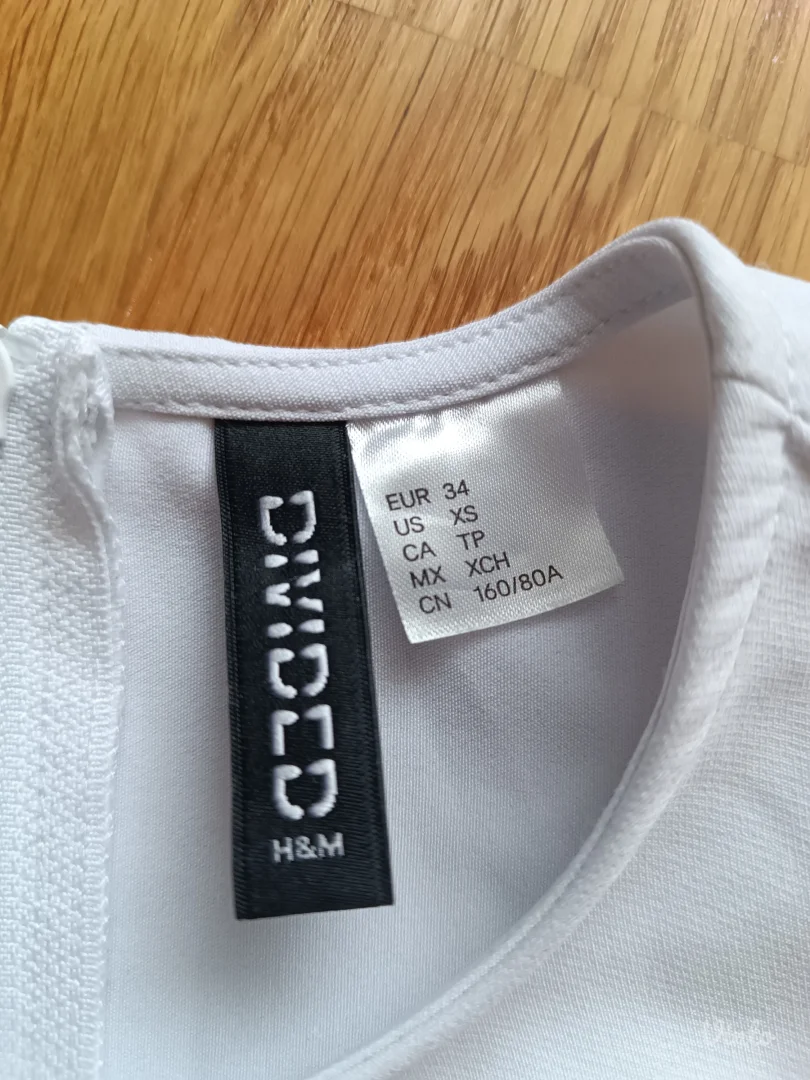 DIVIDED
H&M
EUR 34
US XS
CA TP
MX XCH
CN 160/80A